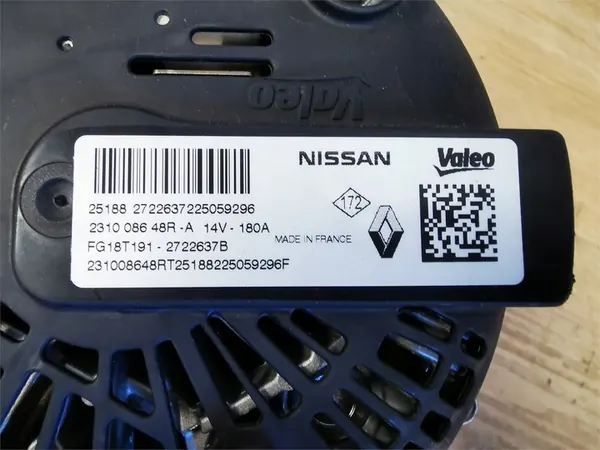 Valeo
NISSAN
Valeo
25188 2722637225059296
2310 086 48R -A 14V - 180A
172
FG18T191 - 2722637B
MADE IN FRANCE
231008648RT25188225059296F